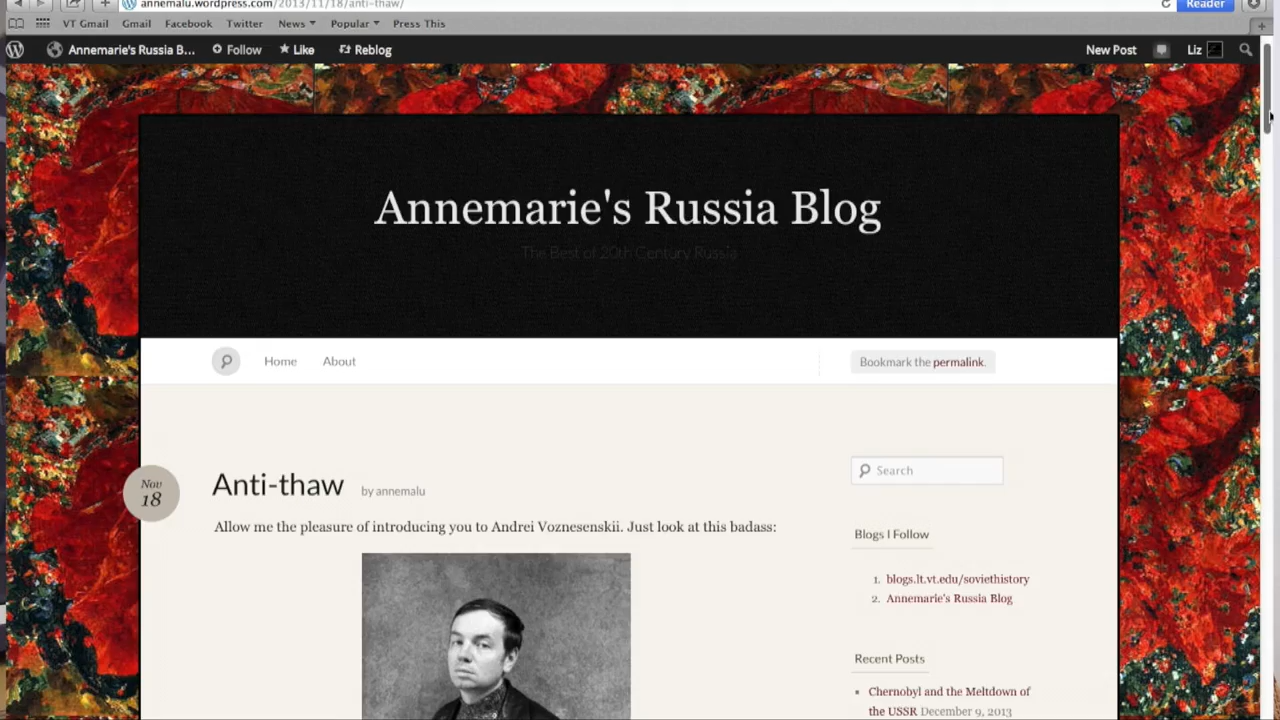 annemalu.wordpress.com/2013/11/18/anti-thaw/
Reader
VT Gmail Gmail Facebook Twitter News Popular Press This
Annemarie's Russia B... Follow Like Reblog New Post Liz
Annemarie's Russia Blog
The Best of 20th Century Russia
Home About Bookmark the permalink.
Nov
18
Anti-thaw by annemalu
Allow me the pleasure of introducing you to Andrei Voznesenskii. Just look at this badass:
Search
Blogs I Follow
1. blogs.lt.vt.edu/soviethistory
2. Annemarie's Russia Blog
Recent Posts
Chernobyl and the Meltdown of
the USSR December 9, 2013